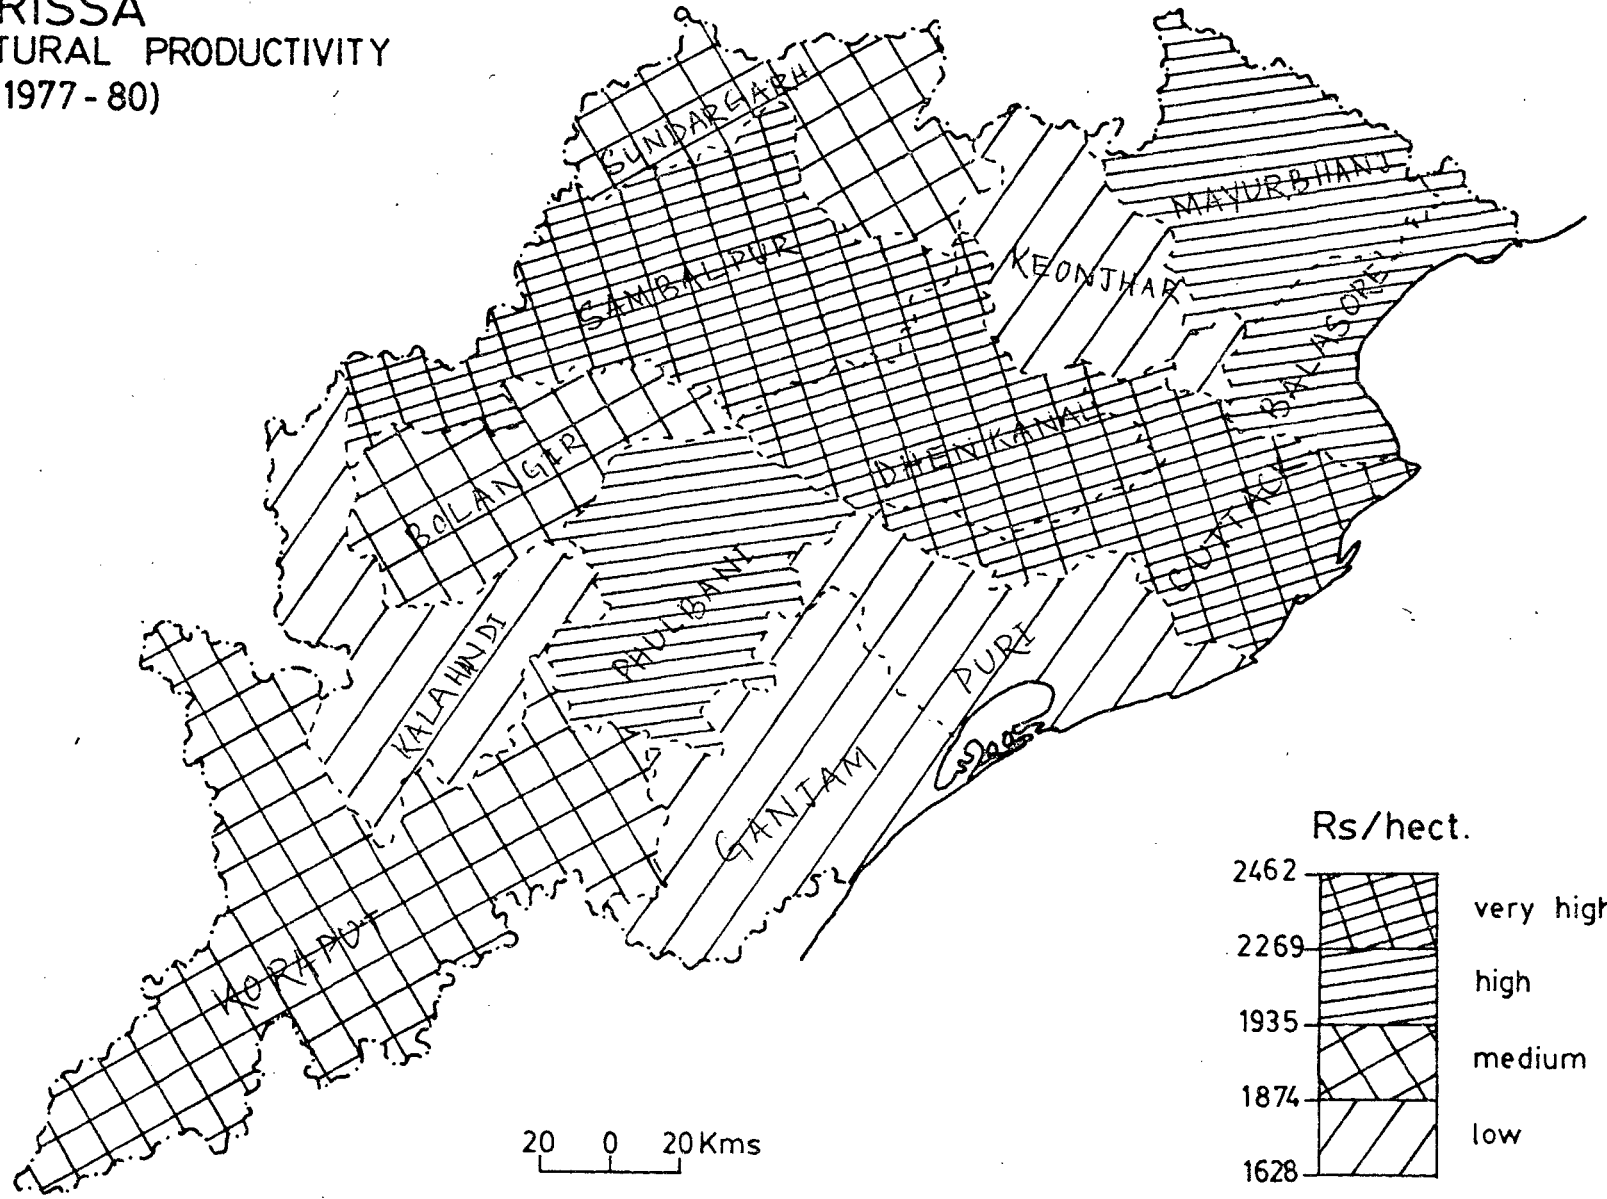 RISSA
TURAL PRODUCTIVITY
1977-80)
SUNDARGARH
MAYURBHANJ
KEONJHAR
SAMBALPUR
BALASORE
DHENKANAL
BOLANGIR
CUTTACK
PHULBANI
KALAHNDI
PURI
GANJAM
KORAPUT
Rs/hect.
2462
very high
2269
high
1935
medium
1874
low
1628
20 0 20 Kms